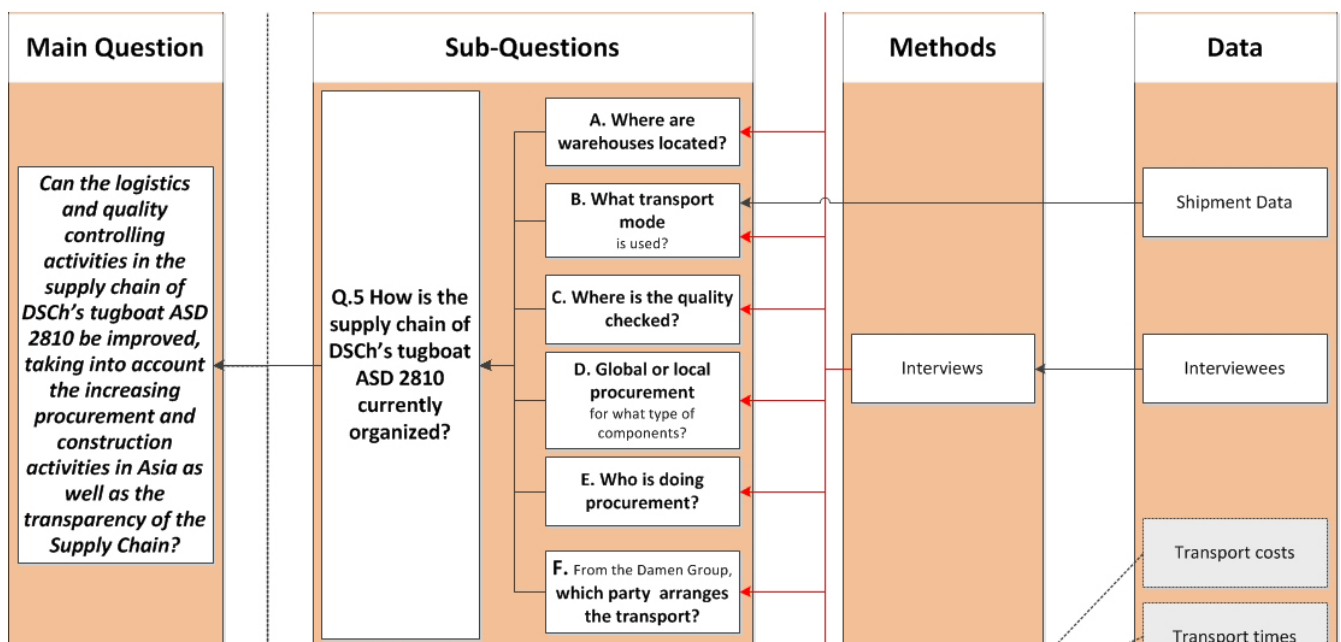 Main Question
Sub-Questions
Methods
Data
Can the logistics
and quality
controlling
activities in the
supply chain of
DSCh's tugboat ASD
2810 be improved,
taking into account
the increasing
procurement and
construction
activities in Asia as
well as the
transparency of the
Supply Chain?
Q.5 How is the
supply chain of
DSCh's tugboat
ASD 2810
currently
organized?
A. Where are
warehouses located?
B. What transport
mode
is used?
C. Where is the quality
checked?
D. Global or local
procurement
for what type of
components?
E. Who is doing
procurement?
F. From the Damen Group,
which party arranges
the transport?
Interviews
Shipment Data
Interviewees
Transport costs
Transport times